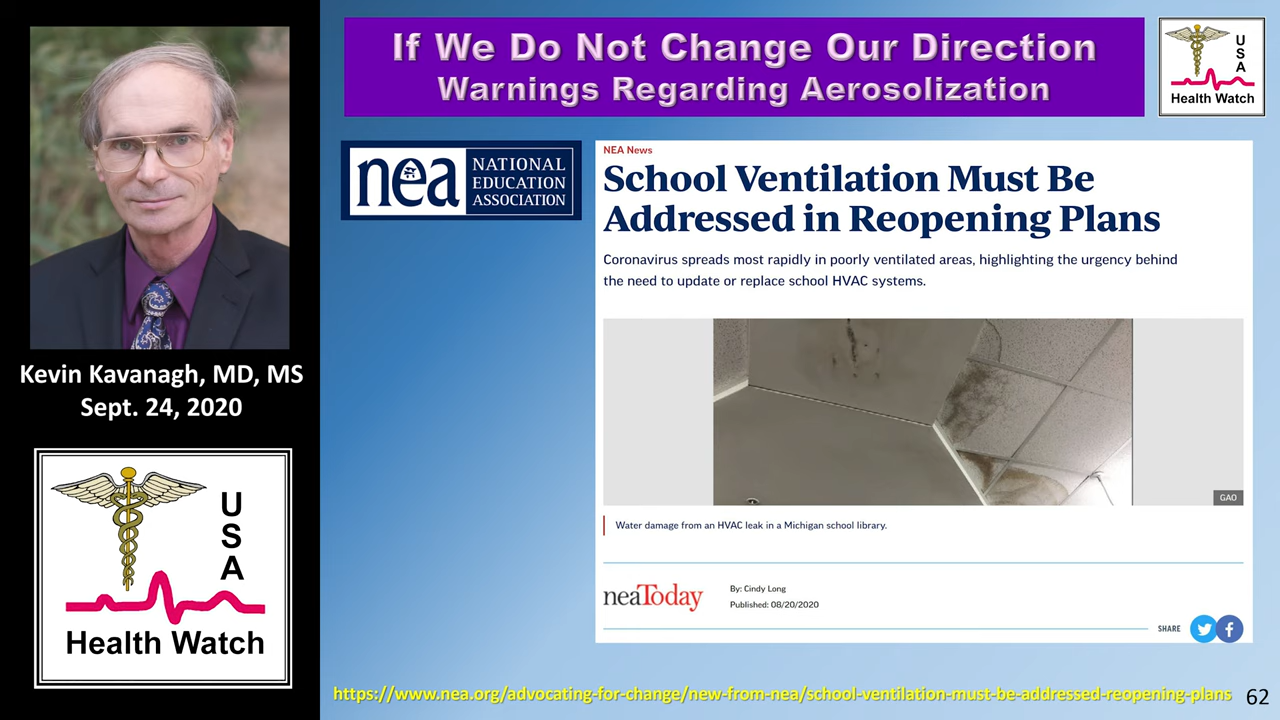 If We Do Not Change Our Direction
Warnings Regarding Aerosolization
USA
Health Watch
nea
NATIONAL
EDUCATION
ASSOCIATION
NEA News
School Ventilation Must Be
Addressed in Reopening Plans
Coronavirus spreads most rapidly in poorly ventilated areas, highlighting the urgency behind
the need to update or replace school HVAC systems.
GAO
Water damage from an HVAC leak in a Michigan school library.
neaToday
By: Cindy Long
Published: 08/20/2020
SHARE
Kevin Kavanagh, MD, MS
Sept. 24, 2020
USA
Health Watch
https://www.nea.org/advocating-for-change/new-from-nea/school-ventilation-must-be-addressed-reopening-plans
62